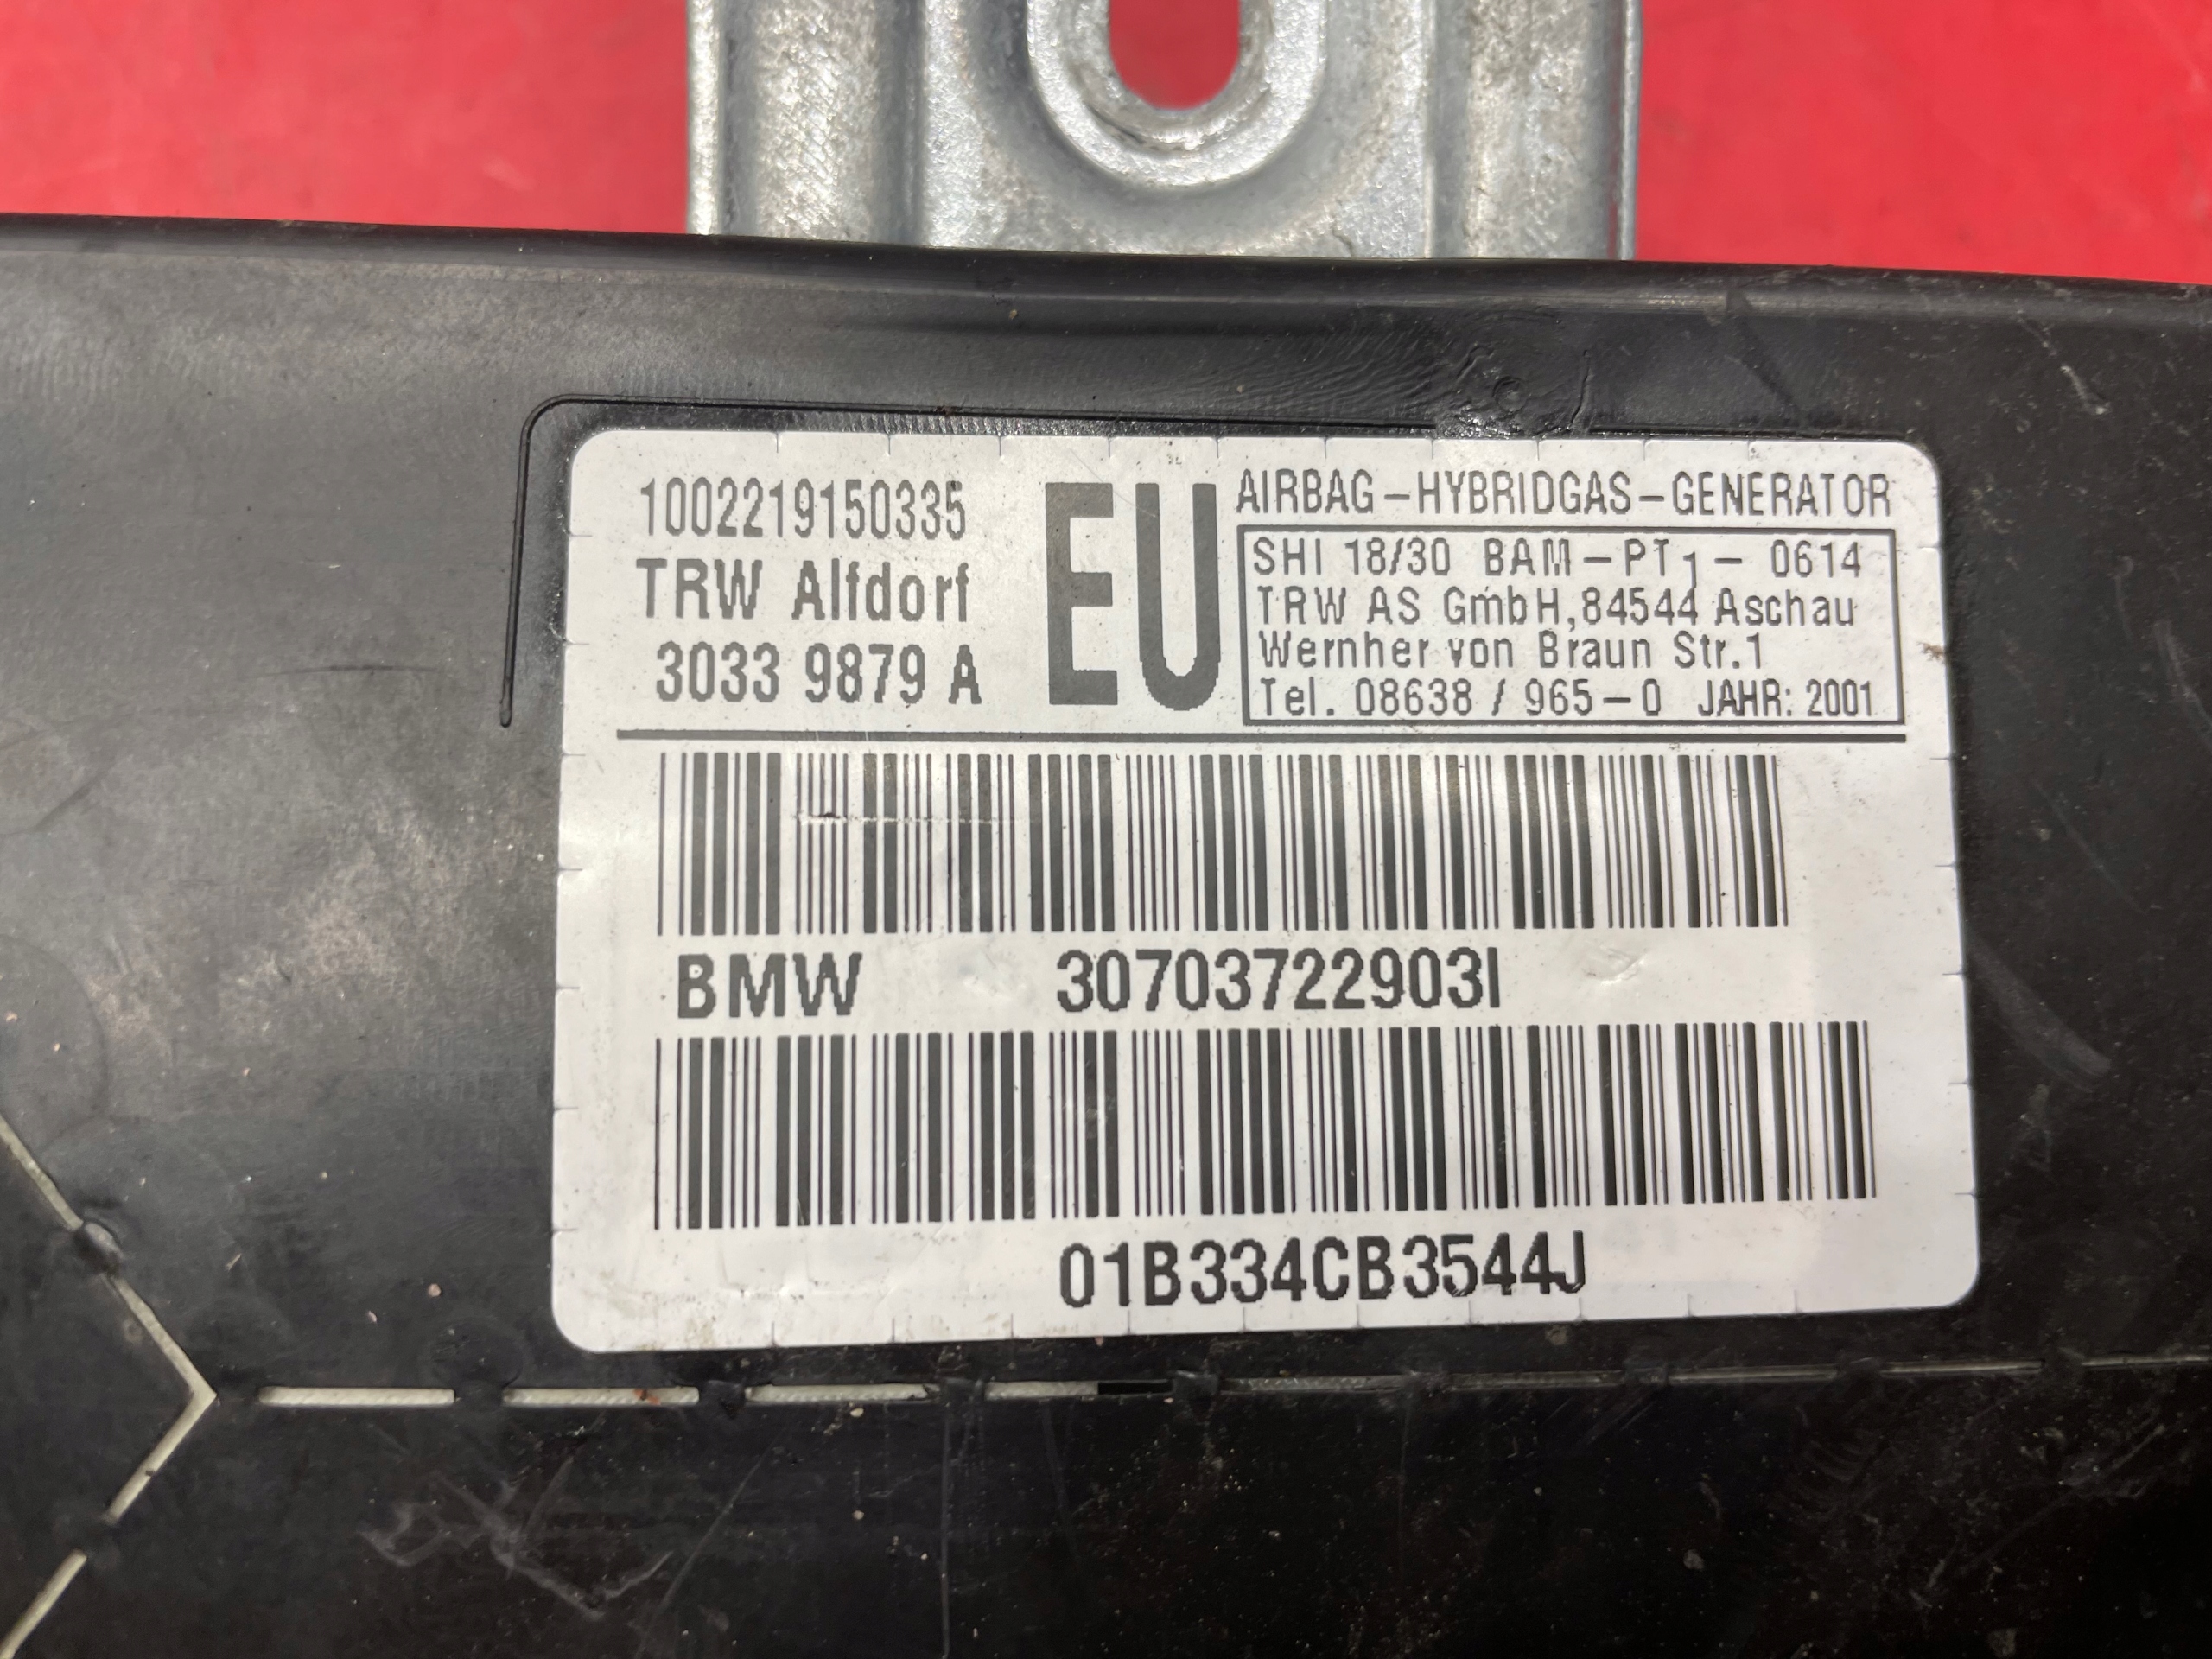 1002219150335
TRW Alfdorf
3033 9879 A
EU
AIRBAG-HYBRIDGAS-GENERATOR
SHI 18/30 BAM-PT1- 0614
TRW AS GmbH,84544 Aschau
Wernher von Braun Str.1
Tel. 08638 / 965-0 JAHR: 2001
BMW 30703722903I
01B334CB3544J